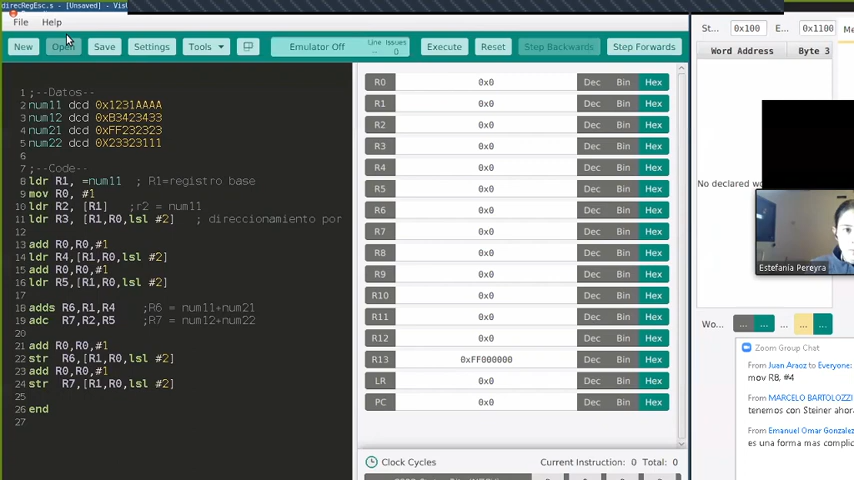 direcRegEsc.s - [Unsaved] - Vis
File Help
New Open Save Settings Tools Emulator Off Line Issues
0 Execute Reset Step Backwards Step Forwards
1 ;--Datos--
2 num11 dcd 0x1231AAAA
3 num12 dcd 0xB3423433
4 num21 dcd 0xFF232323
5 num22 dcd 0X23323111
6
7 ;--Code--
8 ldr R1, =num11 ; R1=registro base
9 mov R0, #1
10 ldr R2, [R1] ;r2 = num11
11 ldr R3, [R1,R0,lsl #2] ; direccionamiento por
12
13 add R0,R0,#1
14 ldr R4,[R1,R0,lsl #2]
15 add R0,R0,#1
16 ldr R5,[R1,R0,lsl #2]
17
18 adds R6,R1,R4 ;R6 = num11+num21
19 adc R7,R2,R5 ;R7 = num12+num22
20
21 add R0,R0,#1
22 str R6,[R1,R0,lsl #2]
23 add R0,R0,#1
24 str R7,[R1,R0,lsl #2]
25
26 end
27
R0 0x0 Dec Bin Hex
R1 0x0 Dec Bin Hex
R2 0x0 Dec Bin Hex
R3 0x0 Dec Bin Hex
R4 0x0 Dec Bin Hex
R5 0x0 Dec Bin Hex
R6 0x0 Dec Bin Hex
R7 0x0 Dec Bin Hex
R8 0x0 Dec Bin Hex
R9 0x0 Dec Bin Hex
R10 0x0 Dec Bin Hex
R11 0x0 Dec Bin Hex
R12 0x0 Dec Bin Hex
R13 0xFF000000 Dec Bin Hex
LR 0x0 Dec Bin Hex
PC 0x0 Dec Bin Hex
Clock Cycles Current Instruction: 0 Total: 0
St... 0x100 E... 0x1100 Me
Word Address Byte 3
No declared wo
Estefanía Pereyra
Wo... ... ... ... ... ...
Zoom Group Chat
From Juan Araoz to Everyone:
mov R8, #4
From MARCELO BARTOLOZZI
tenemos con Steiner ahora
From Emanuel Omar Gonzalez
es una forma mas complic